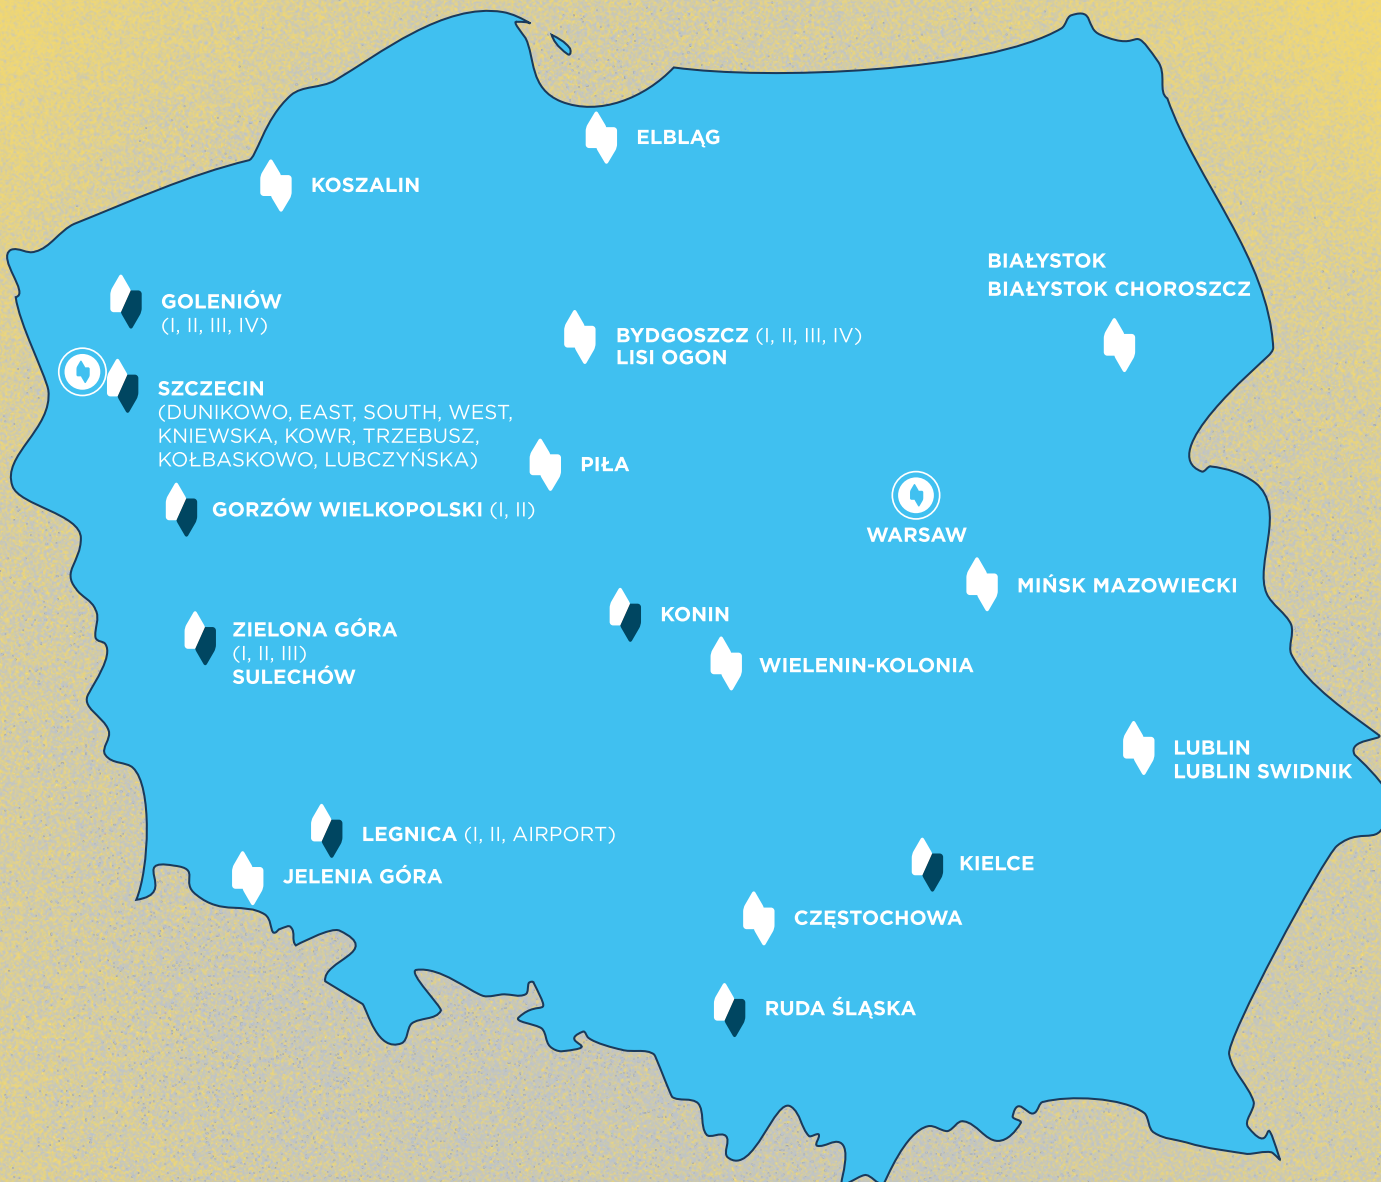 ELBLĄG
KOSZALIN
BIAŁYSTOK
BIAŁYSTOK CHOROSZCZ
GOLENIÓW
(I, II, III, IV)
BYDGOSZCZ (I, II, III, IV)
LISI OGON
SZCZECIN
(DUNIKOWO, EAST, SOUTH, WEST,
KNIEWSKA, KOWR, TRZEBUSZ,
KOŁBASKOWO, LUBCZYŃSKA)
PIŁA
GORZÓW WIELKOPOLSKI (I, II)
WARSAW
MIŃSK MAZOWIECKI
KONIN
ZIELONA GÓRA
(I, II, III)
SULECHÓW
WIELENIN-KOLONIA
LUBLIN
LUBLIN SWIDNIK
LEGNICA (I, II, AIRPORT)
KIELCE
JELENIA GÓRA
CZĘSTOCHOWA
RUDA ŚLĄSKA